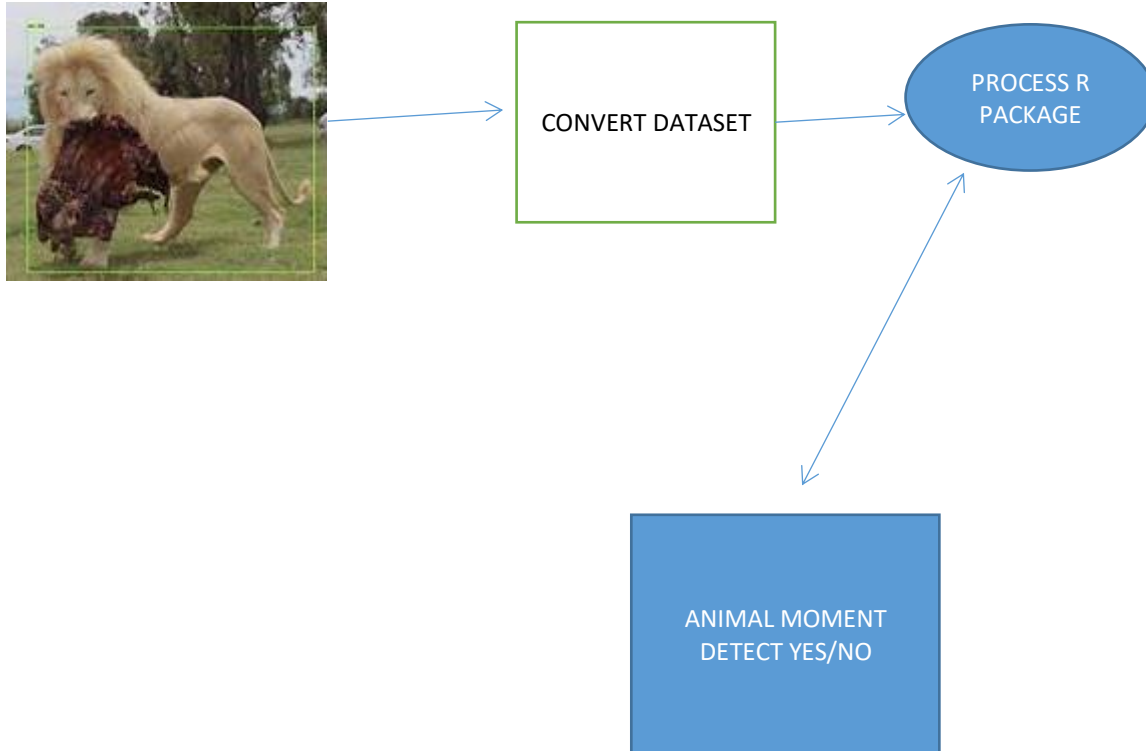 CONVERT DATASET
PROCESS R
PACKAGE
ANIMAL MOMENT
DETECT YES/NO